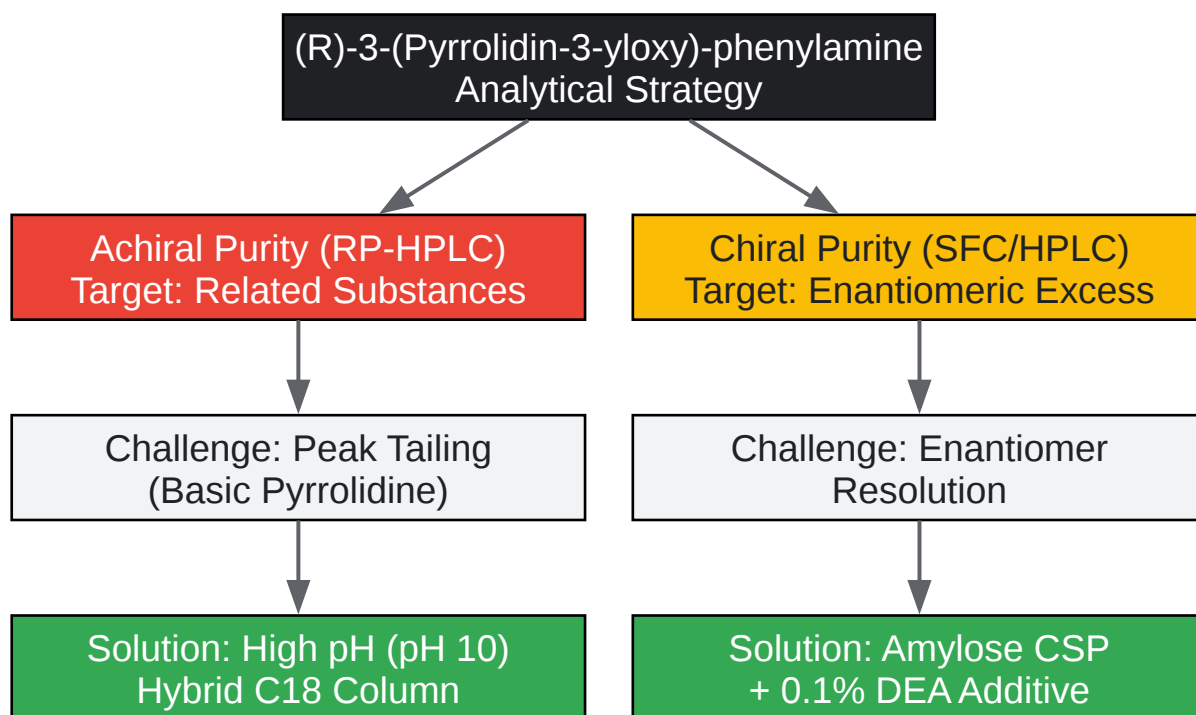 (R)-3-(Pyrrolidin-3-yloxy)-phenylamine
Analytical Strategy
Achiral Purity (RP-HPLC)
Target: Related Substances
Chiral Purity (SFC/HPLC)
Target: Enantiomeric Excess
Challenge: Peak Tailing
(Basic Pyrrolidine)
Challenge: Enantiomer
Resolution
Solution: High pH (pH 10)
Hybrid C18 Column
Solution: Amylose CSP
+ 0.1% DEA Additive